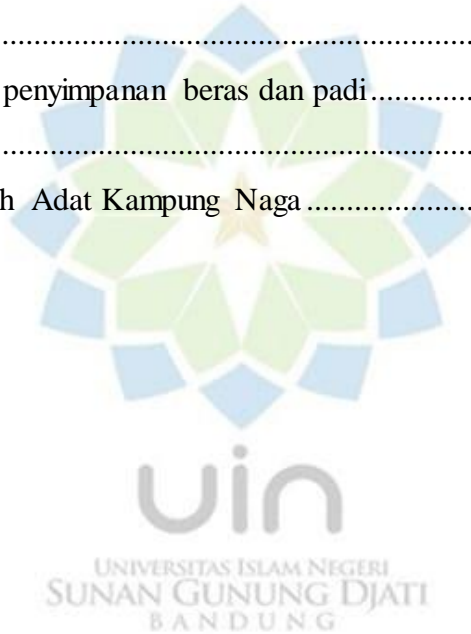 ................................................................
penyimpanan beras dan padi.............
................................................................
h Adat Kampung Naga.....................
uin
UNIVERSITAS ISLAM NEGERI
SUNAN GUNUNG DJATI
BANDUNG